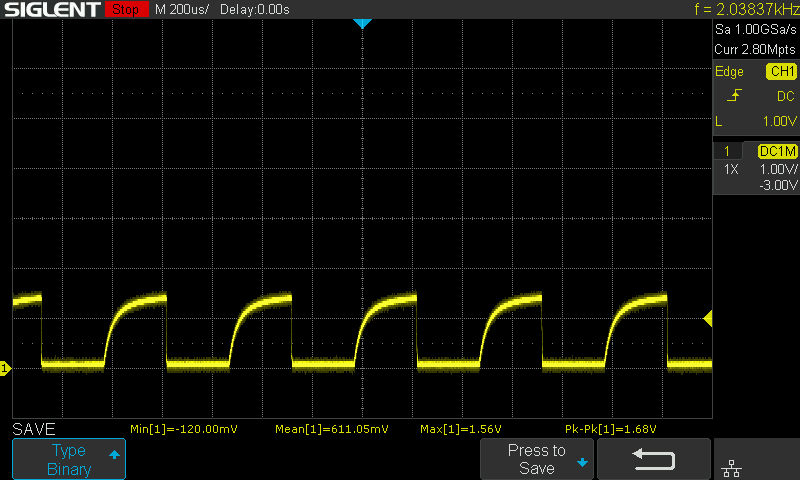 SIGLENT Stop M 200us/ Delay:0.00s f = 2.03837kHz
Sa 1.00GSa/s
Curr 2.80Mpts
Edge CH1
DC
L 1.00V
1 DC1M
1X 1.00V/
-3.00V
1
SAVE Min[1]=-120.00mV Mean[1]=611.05mV Max[1]=1.56V Pk-Pk[1]=1.68V
Type
Binary
Press to
Save